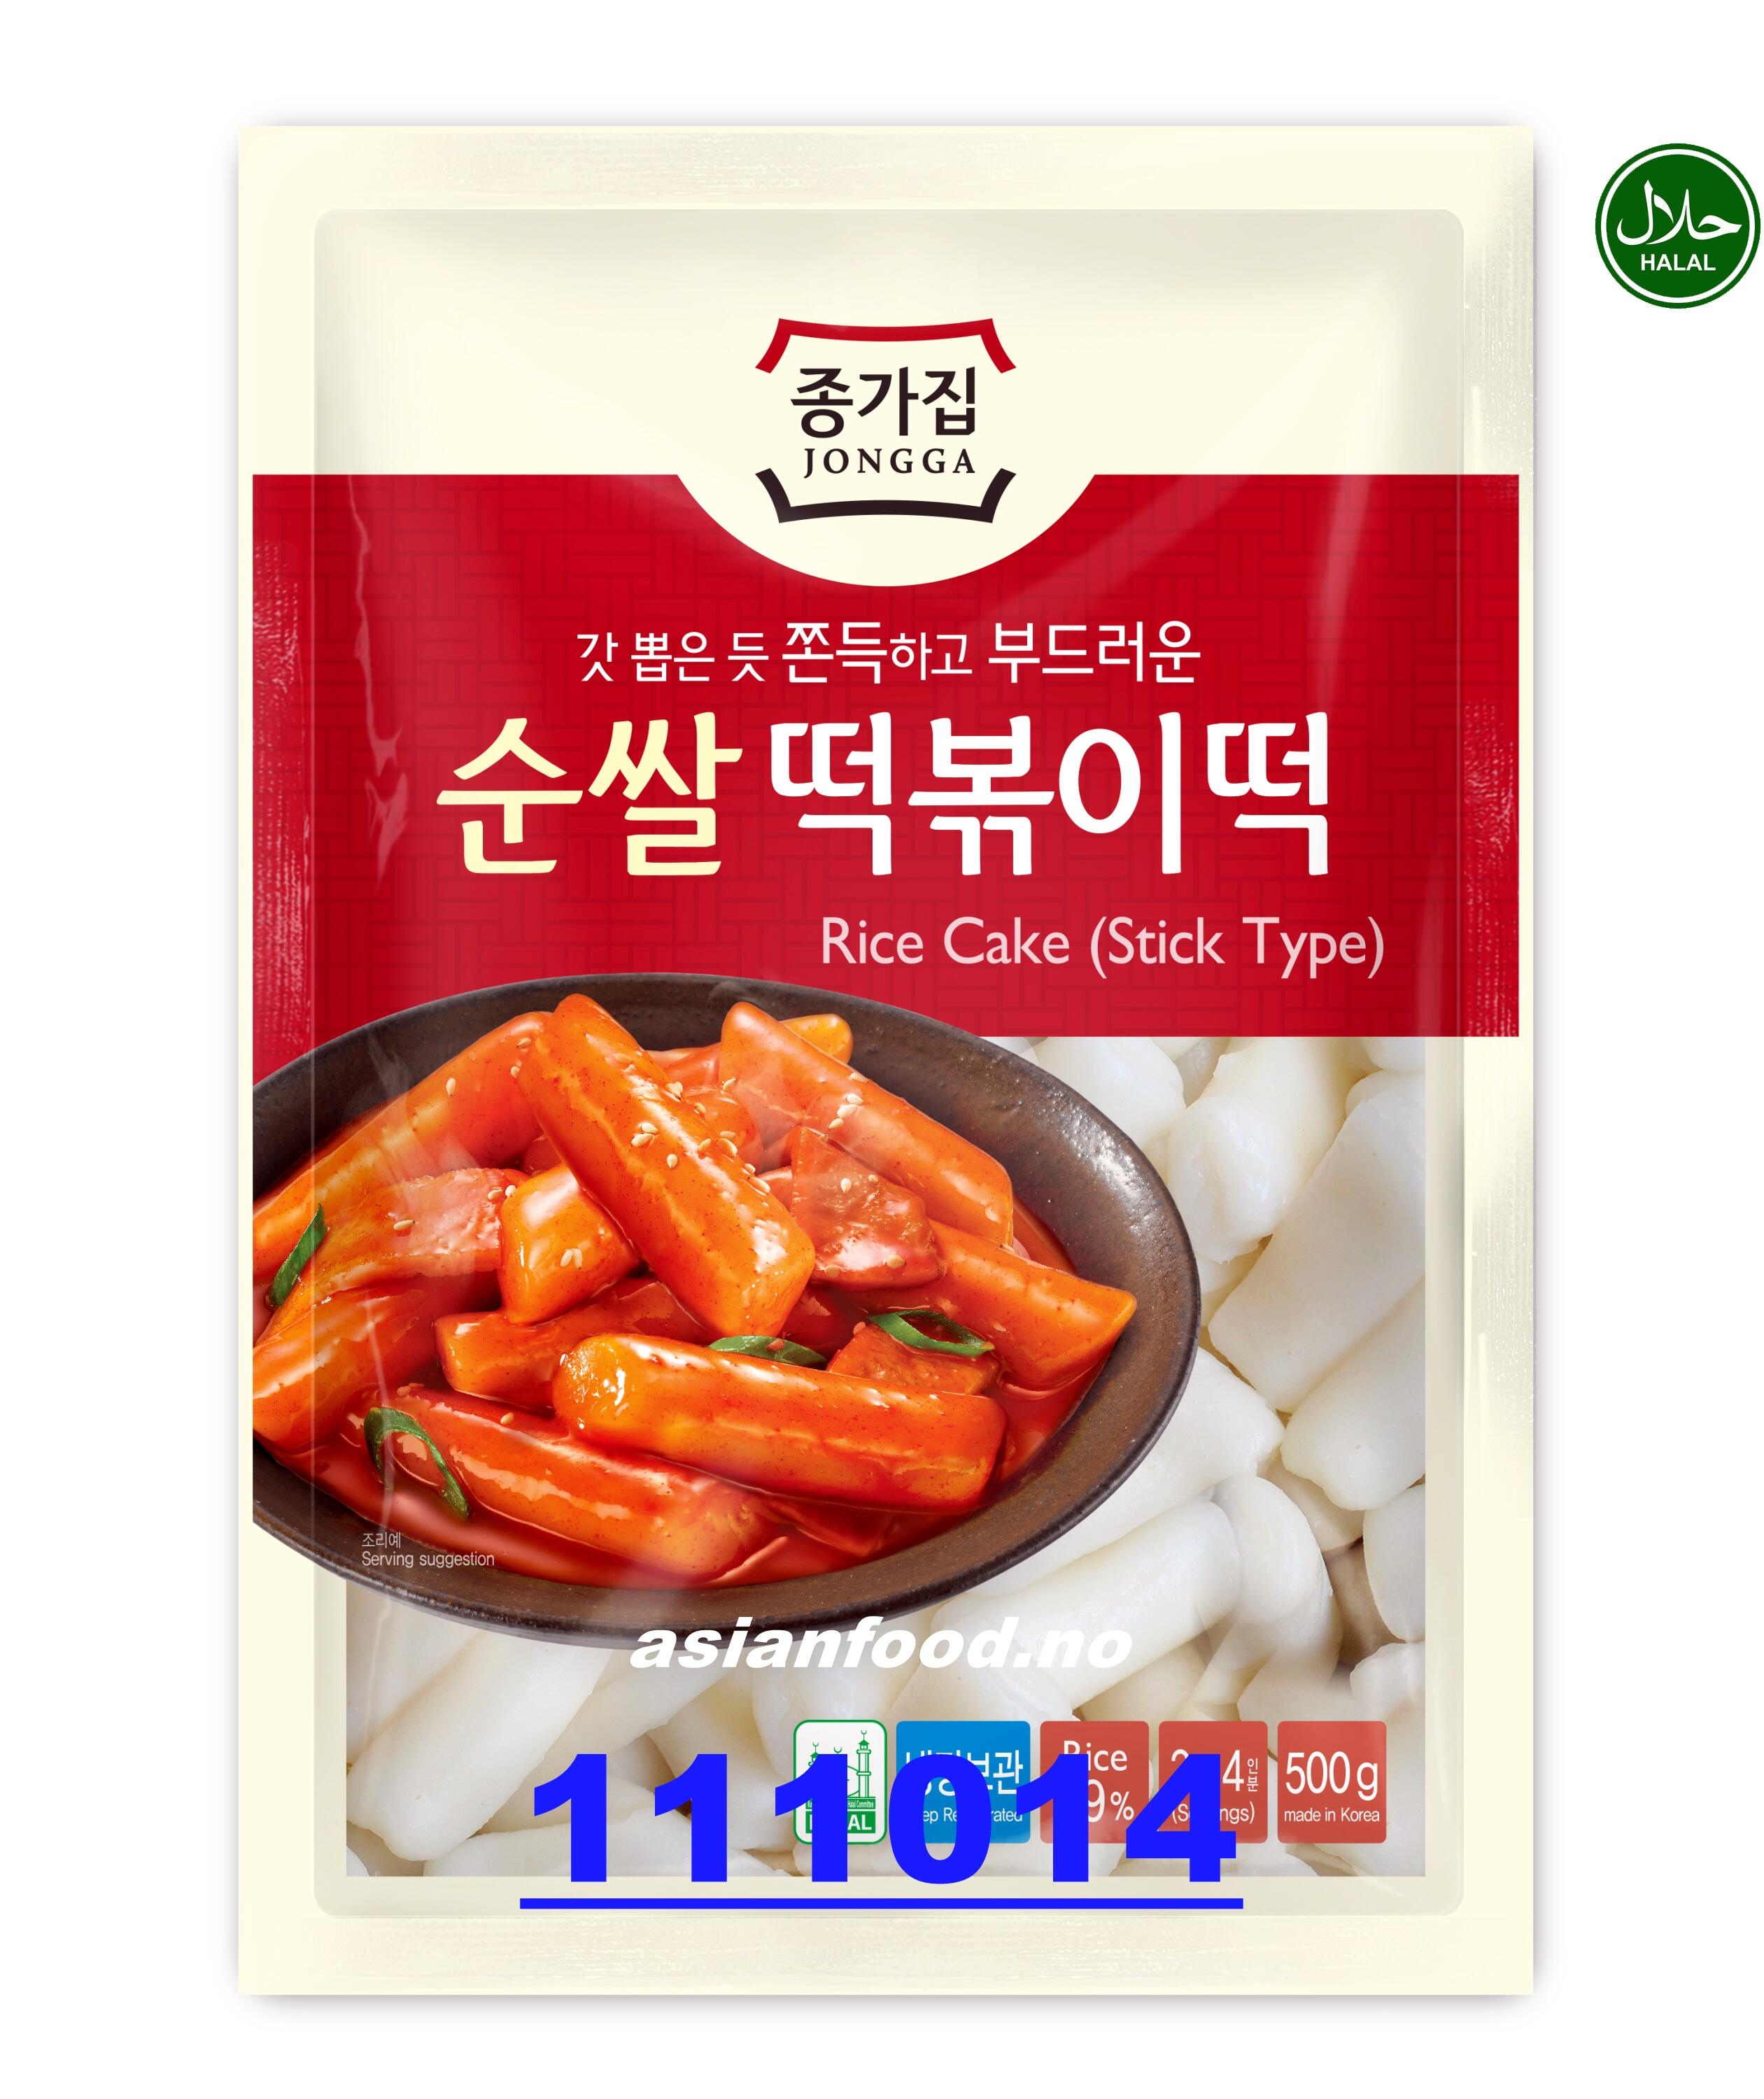 حلال
HALAL
종가집
JONGGA
갓 뽑은 듯 쫀득하고 부드러운
순쌀 떡볶이떡
Rice Cake (Stick Type)
조리예
Serving suggestion
asianfood.no
Rice
500g
made in Korea
111014